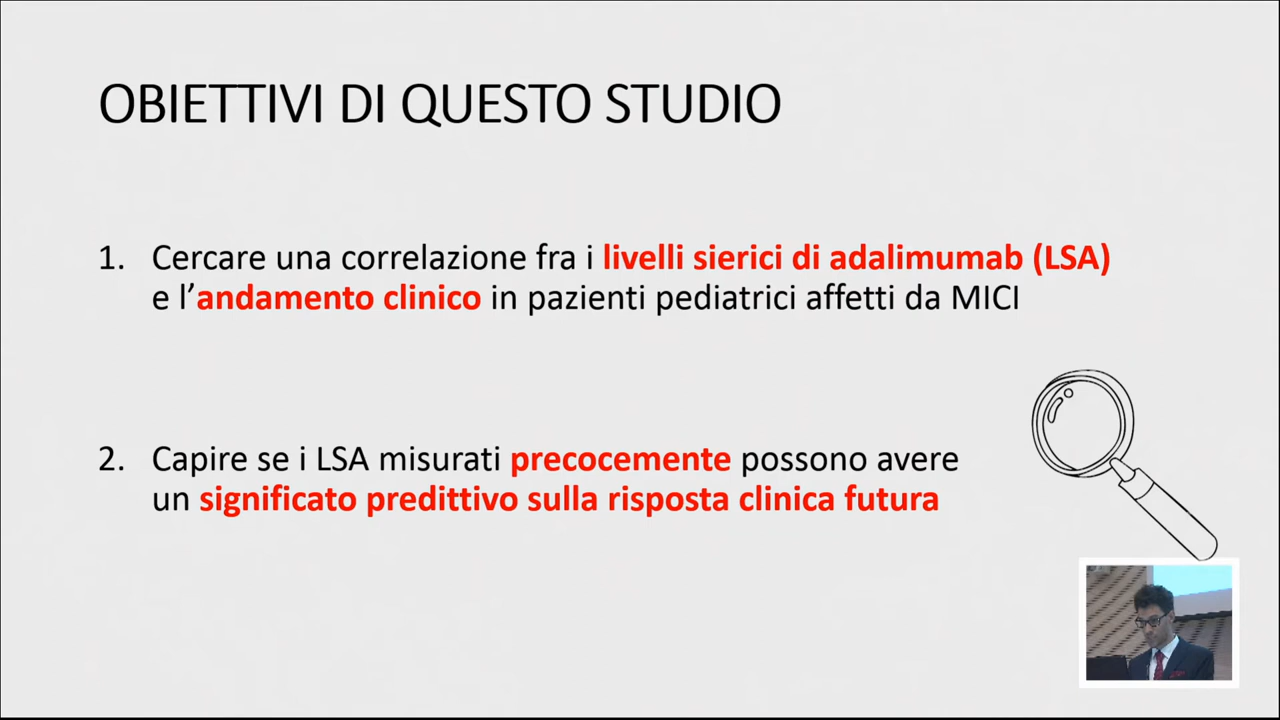 OBIETTIVI DI QUESTO STUDIO
1. Cercare una correlazione fra i livelli sierici di adalimumab (LSA)
e l’andamento clinico in pazienti pediatrici affetti da MICI
2. Capire se i LSA misurati precocemente possono avere
un significato predittivo sulla risposta clinica futura